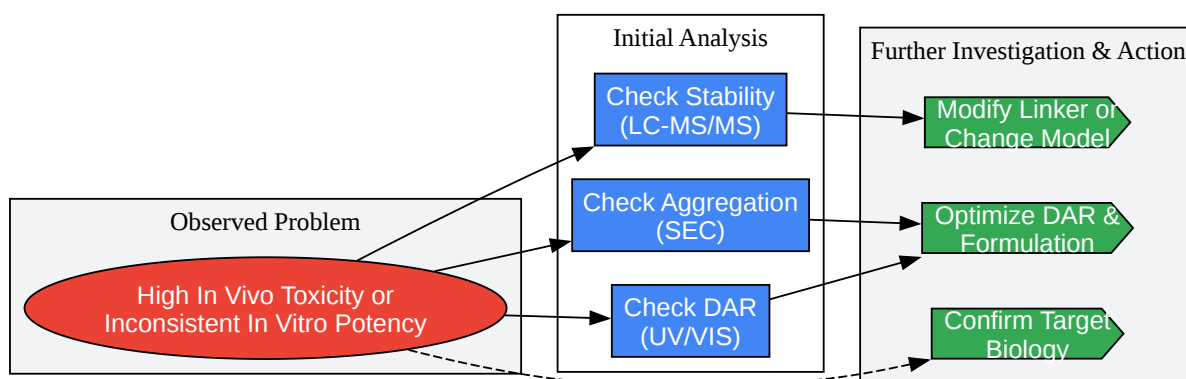 Observed Problem
High In Vivo Toxicity or
Inconsistent In Vitro Potency
Initial Analysis
Check Stability
(LC-MS/MS)
Check Aggregation
(SEC)
Check DAR
(UV/VIS)
Further Investigation & Action
Modify Linker or
Change Model
Optimize DAR &
Formulation
Confirm Target
Biology